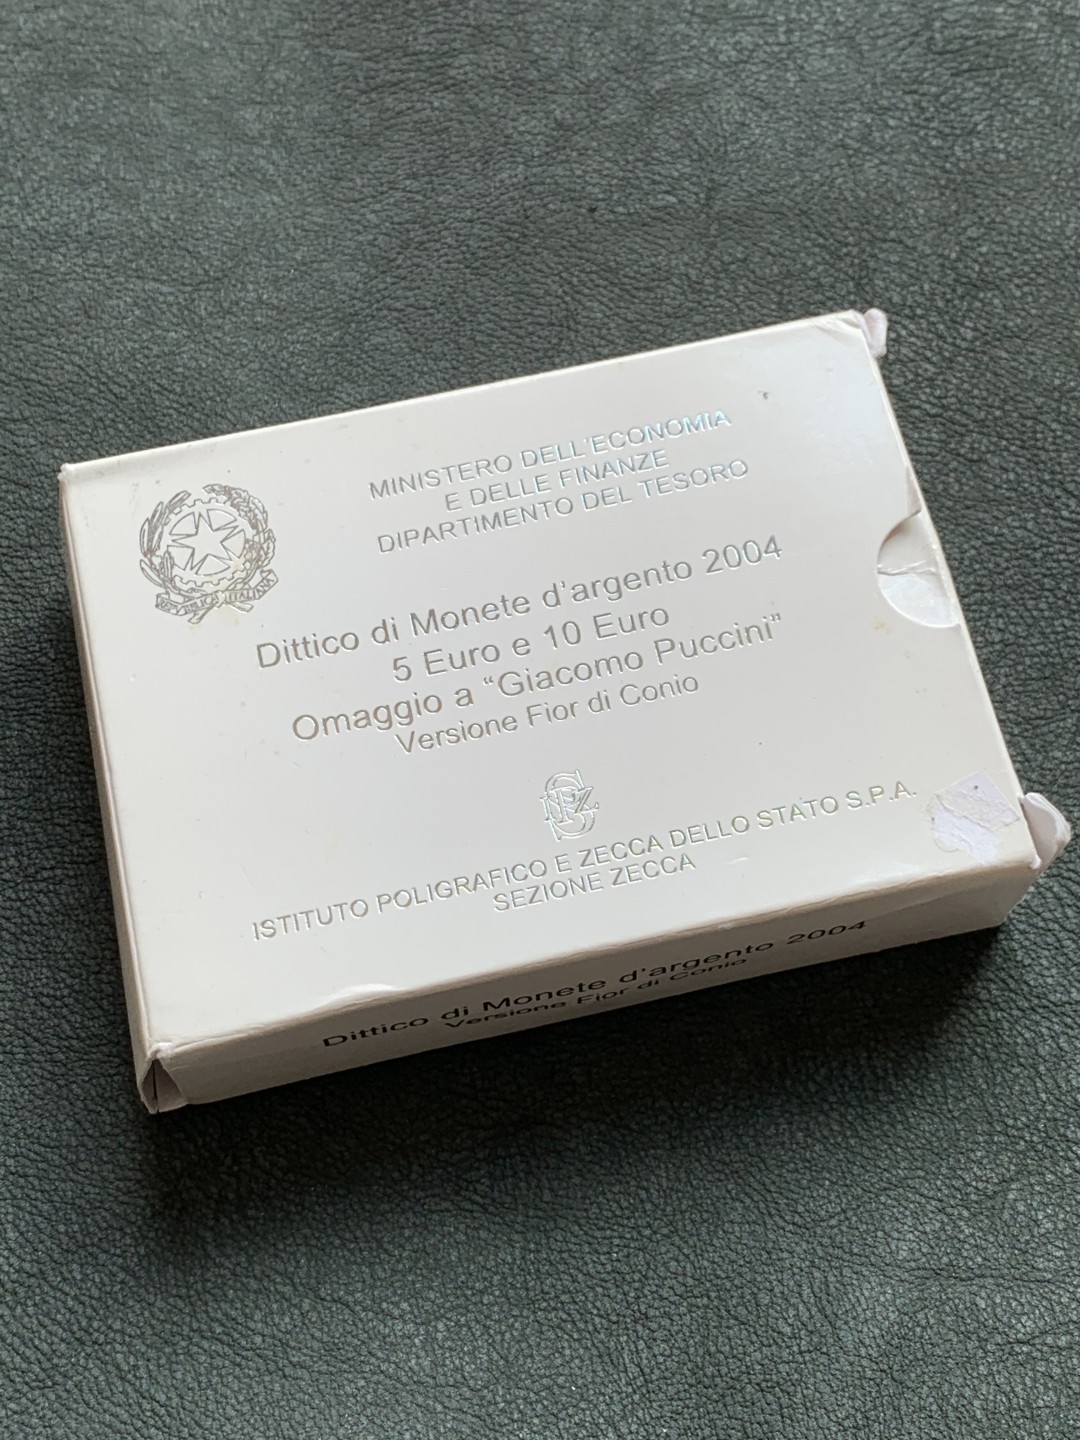 MINISTERO DELL'ECONOMIA
E DELLE FINANZE
DIPARTIMENTO DEL TESORO
REPVBBLICA ITALIANA
Dittico di Monete d'argento 2004
5 Euro e 10 Euro
Omaggio a “Giacomo Puccini”
Versione Fior di Conio
ISTITUTO POLIGRAFICO E ZECCA DELLO STATO S.P.A.
SEZIONE ZECCA
Dittico di Monete d'argento 2004
Versione Fior di Conio